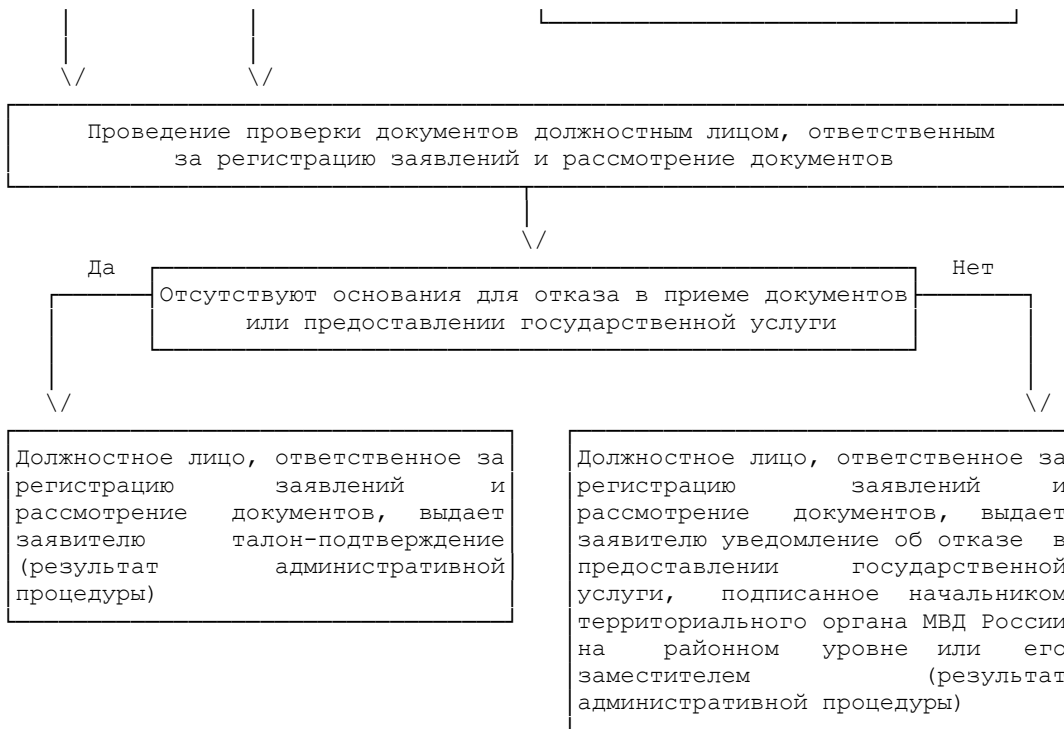 Проведение проверки документов должностным лицом, ответственным
за регистрацию заявлений и рассмотрение документов
Да
Нет
Отсутствуют основания для отказа в приеме документов
или предоставлении государственной услуги
Должностное лицо, ответственное за
регистрацию заявлений и
рассмотрение документов, выдает
заявителю талон-подтверждение
(результат административной
процедуры)
Должностное лицо, ответственное за
регистрацию заявлений и
рассмотрение документов, выдает
заявителю уведомление об отказе в
предоставлении государственной
услуги, подписанное начальником
территориального органа МВД России
на районном уровне или его
заместителем (результат
административной процедуры)